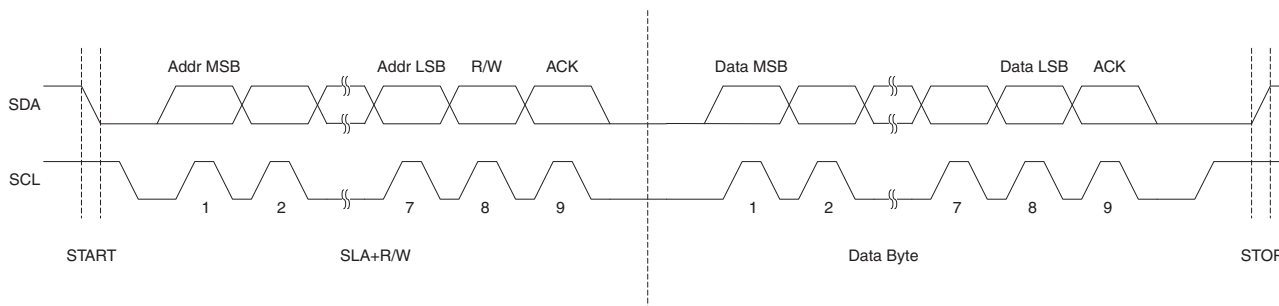 Addr MSB Addr LSB R/W ACK Data MSB Data LSB ACK
SDA
SCL
1 2 7 8 9 1 2 7 8 9
START SLA+R/W Data Byte STOP